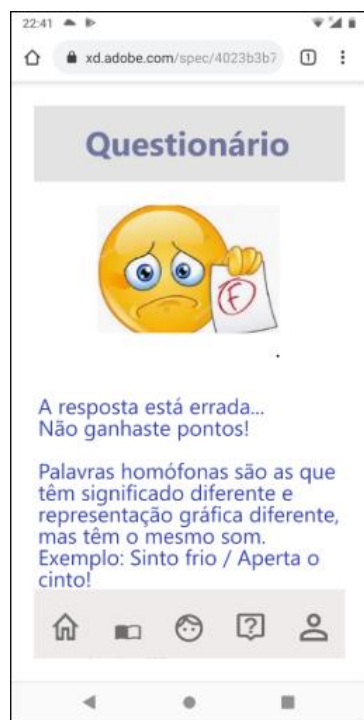 22:41
xd.adobe.com/spec/4023b3b7
1
Questionário
F
.
A resposta está errada...
Não ganhaste pontos!
Palavras homófonas são as que
têm significado diferente e
representação gráfica diferente,
mas têm o mesmo som.
Exemplo: Sinto frio / Aperta o
cinto!
?